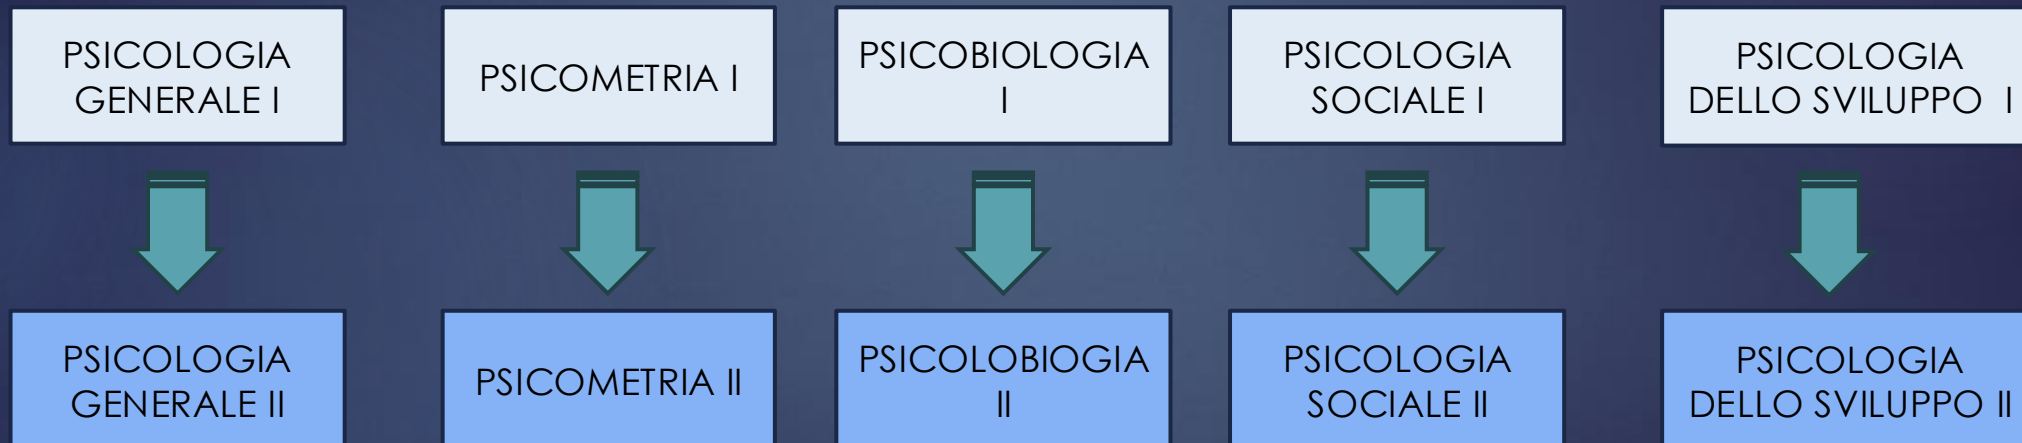 PSICOLOGIA
GENERALE I
PSICOMETRIA I
PSICOBIOLOGIA
I
PSICOLOGIA
SOCIALE I
PSICOLOGIA
DELLO SVILUPPO I
PSICOLOGIA
GENERALE II
PSICOMETRIA II
PSICOLOBIOGIA
II
PSICOLOGIA
SOCIALE II
PSICOLOGIA
DELLO SVILUPPO II